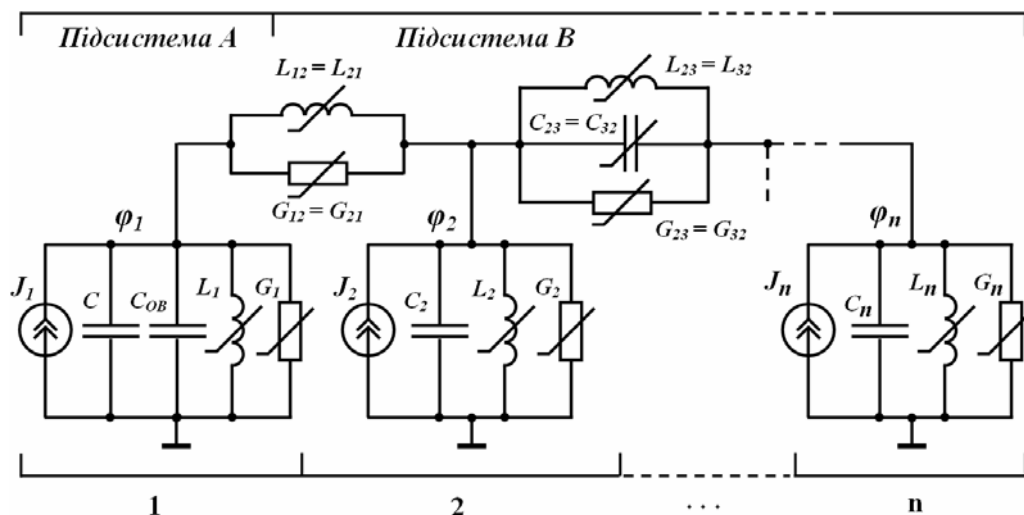 Підсистема А Підсистема В
L12 = L21 L23 = L32
C23 = C32
G12 = G21 G23 = G32
φ1 φ2 φn
J1 C COB L1 G1 J2 C2 L2 G2 Jn Cn Ln Gn
1 2 · · · n